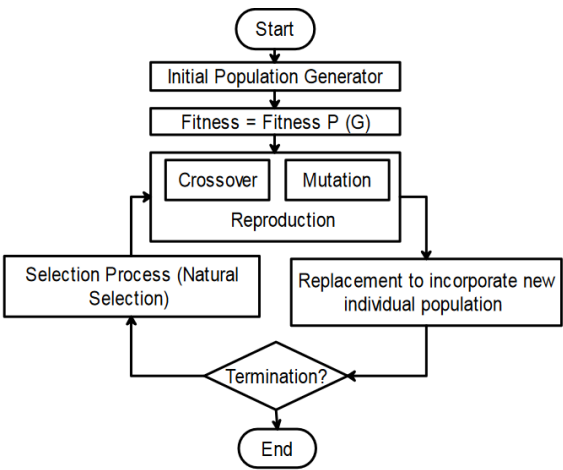 Start
Initial Population Generator
Fitness = Fitness P (G)
Crossover
Mutation
Reproduction
Selection Process (Natural
Selection)
Replacement to incorporate new
individual population
Termination?
End